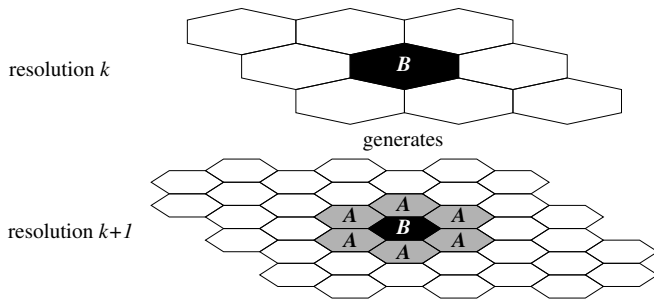 resolution k
B
generates
resolution k+1
A
A A
B
A A
A